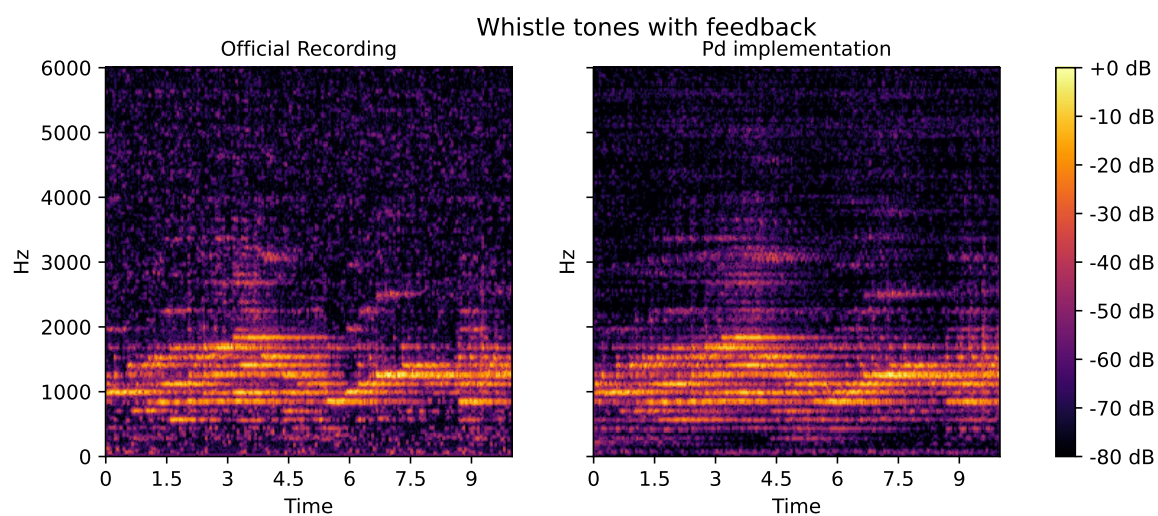 Whistle tones with feedback
Official Recording
Pd implementation
6000
5000
4000
3000
2000
1000
0
Hz
0 1.5 3 4.5 6 7.5 9
Time
Hz
0 1.5 3 4.5 6 7.5 9
Time
+0 dB
-10 dB
-20 dB
-30 dB
-40 dB
-50 dB
-60 dB
-70 dB
-80 dB